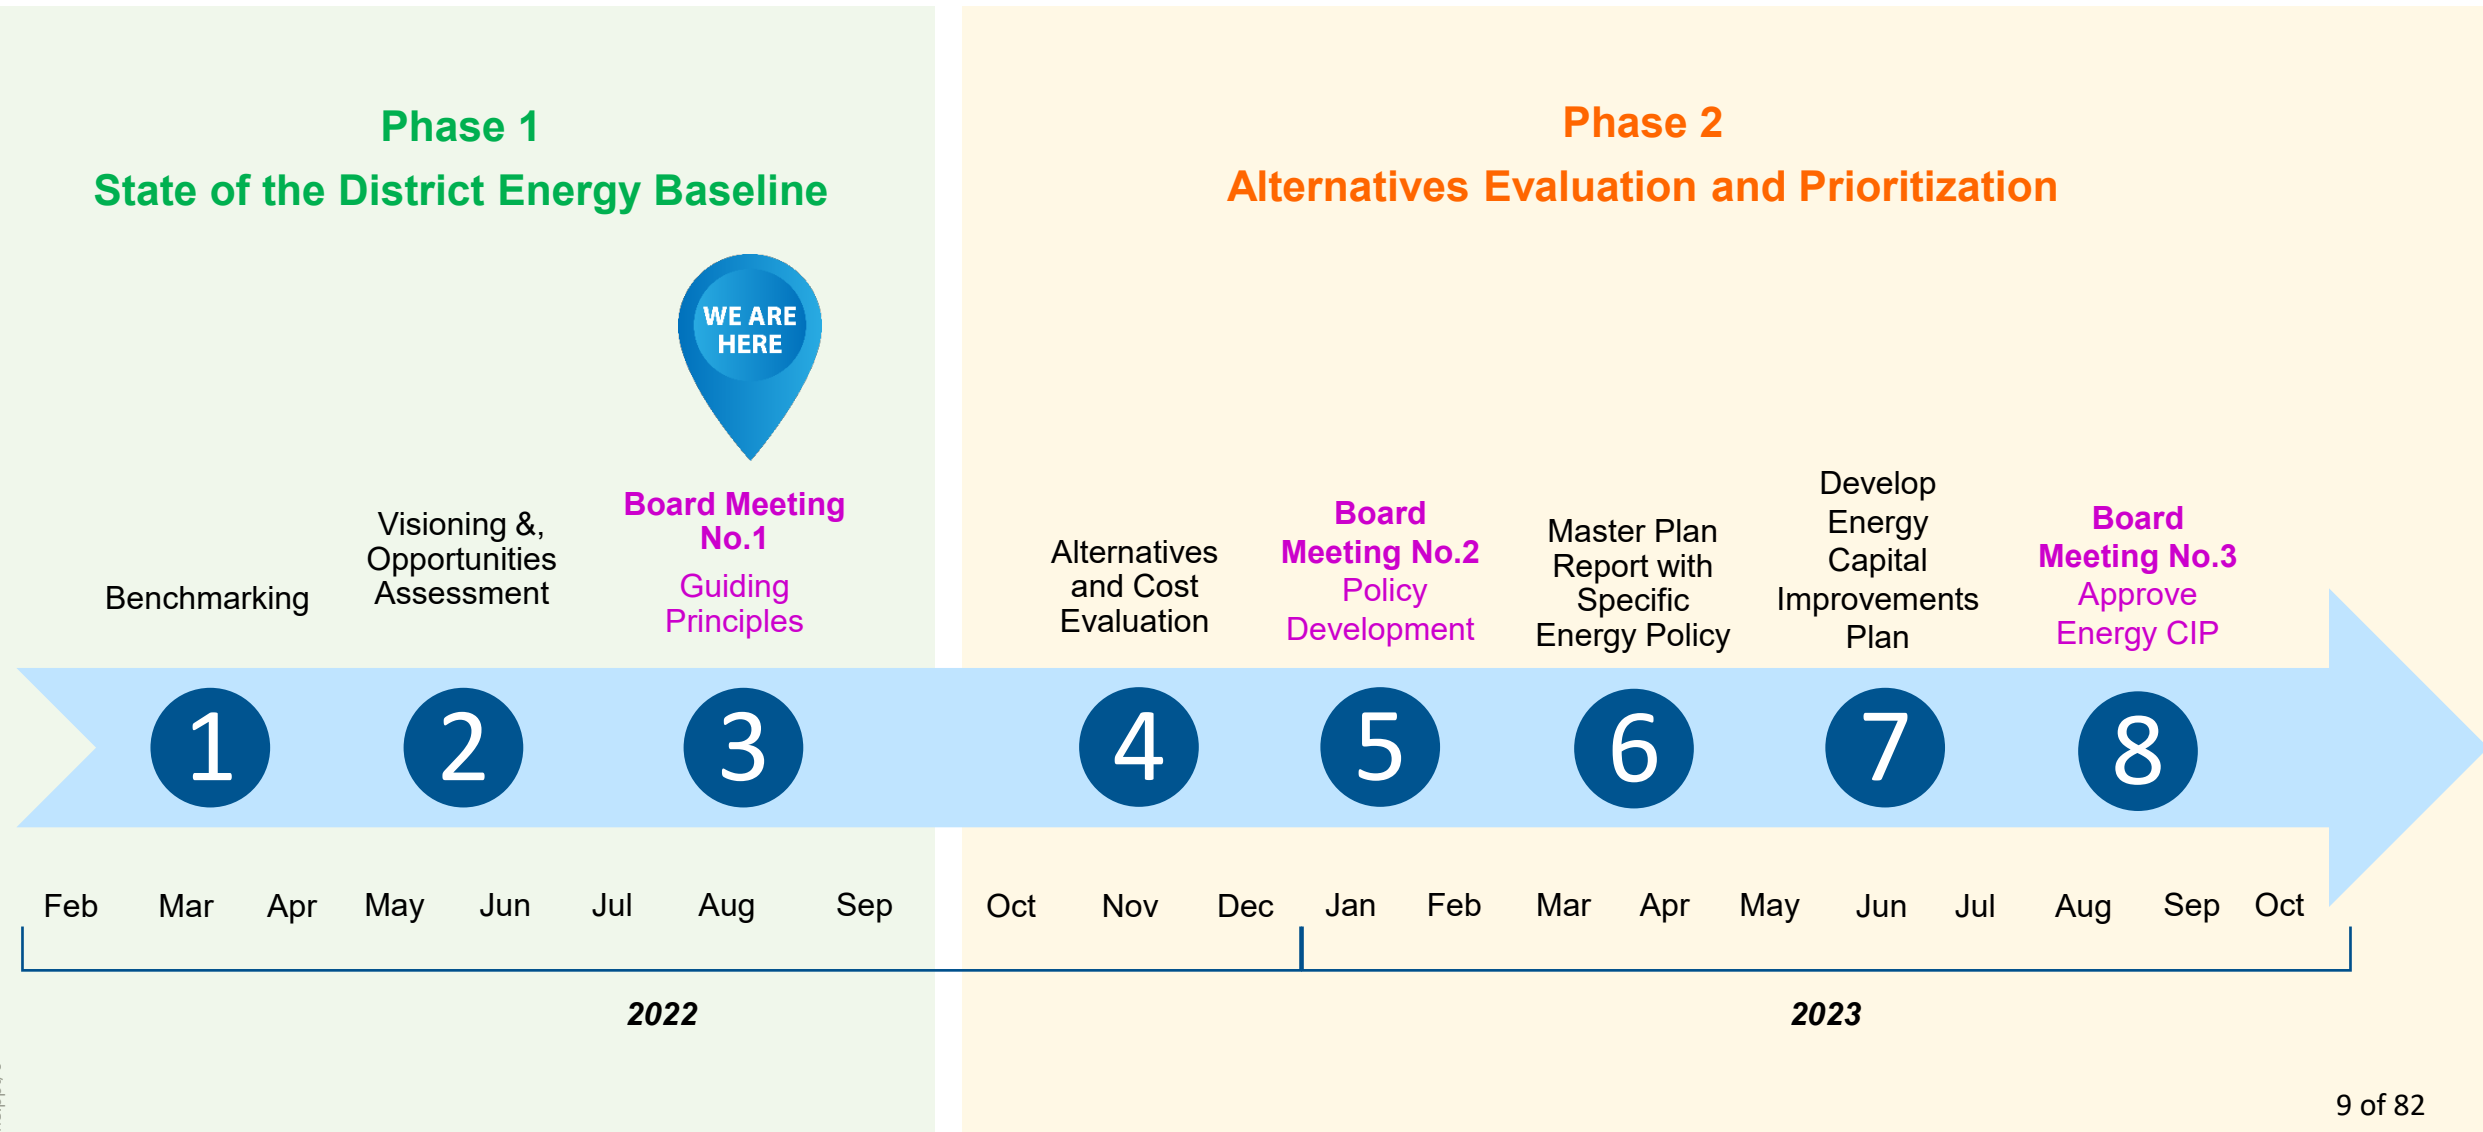 Phase 1
State of the District Energy Baseline
Phase 2
Alternatives Evaluation and Prioritization
WE ARE
HERE
Benchmarking
Visioning &,
Opportunities
Assessment
Board Meeting
No.1
Guiding
Principles
Alternatives
and Cost
Evaluation
Board
Meeting No.2
Policy
Development
Master Plan
Report with
Specific
Energy Policy
Develop
Energy
Capital
Improvements
Plan
Board
Meeting No.3
Approve
Energy CIP
1 2 3 4 5 6 7 8
Feb Mar Apr May Jun Jul Aug Sep Oct Nov Dec Jan Feb Mar Apr May Jun Jul Aug Sep Oct
2022 2023
9 of 82